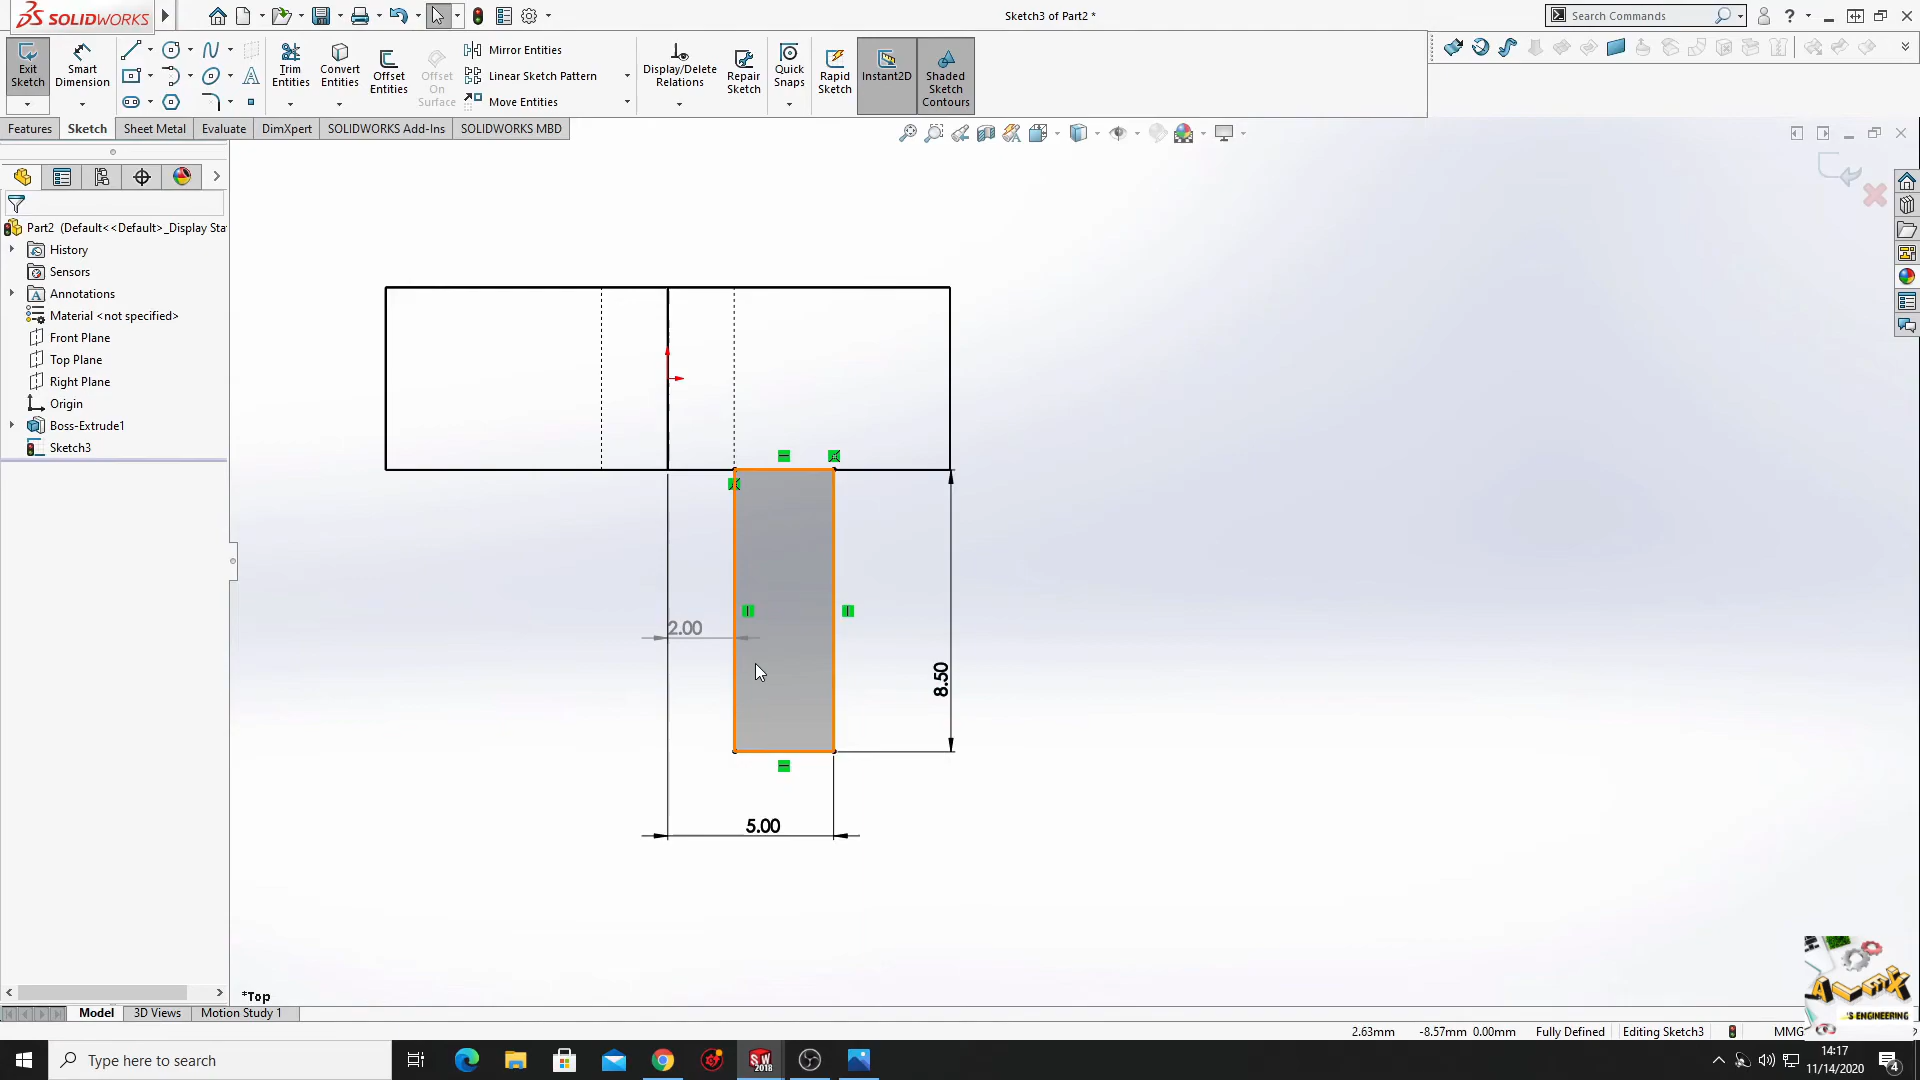 SOLIDWORKS
Sketch3 of Part2 *
Search Commands
Exit Sketch
Smart Dimension
Trim Entities
Convert Entities
Offset Entities
Offset On Surface
Mirror Entities
Linear Sketch Pattern
Move Entities
Display/Delete Relations
Repair Sketch
Quick Snaps
Rapid Sketch
Instant2D
Shaded Sketch Contours
Features
Sketch
Sheet Metal
Evaluate
DimXpert
SOLIDWORKS Add-Ins
SOLIDWORKS MBD
Part2 (Default<<Default>_Display Sta
History
Sensors
Annotations
Material <not specified>
Front Plane
Top Plane
Right Plane
Origin
Boss-Extrude1
Sketch3
2.00
8.50
5.00
*Top
ALMX
'S ENGINEERING
Model
3D Views
Motion Study 1
2.63mm
-8.57mm
0.00mm
Fully Defined
Editing Sketch3
MMG
Type here to search
SW
2018
14:17
11/14/2020
4